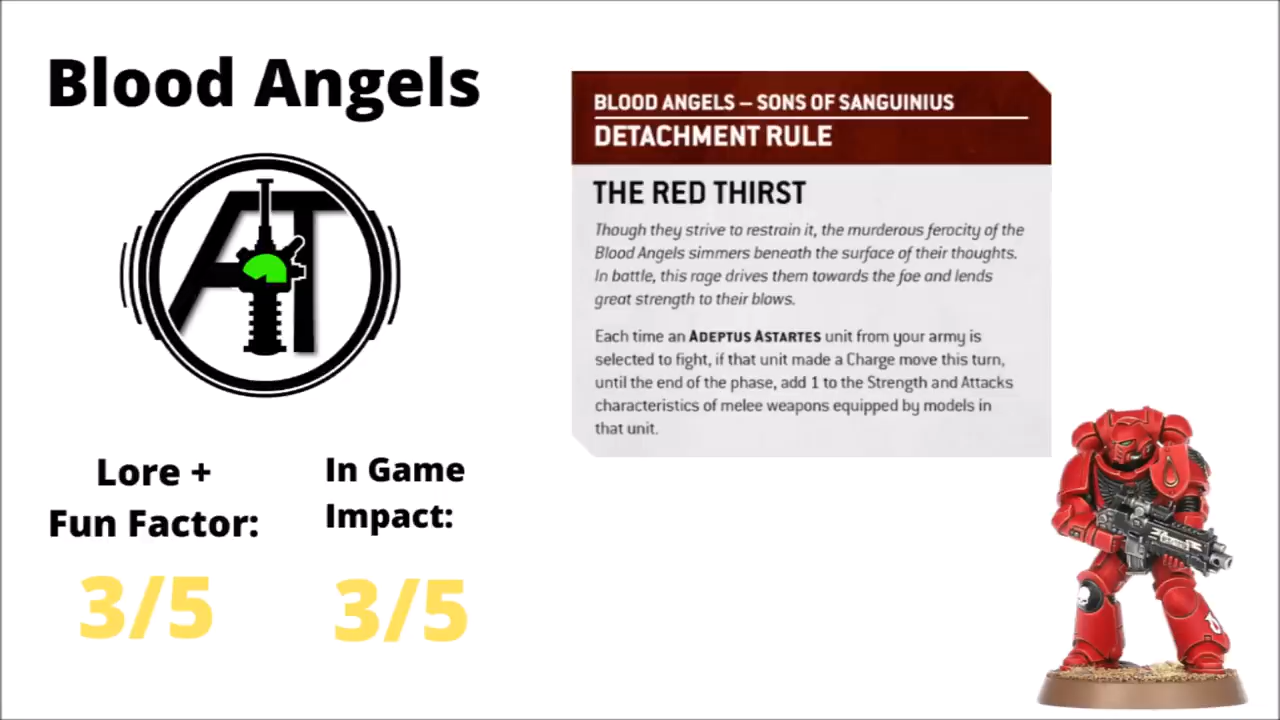 Blood Angels
AT
BLOOD ANGELS – SONS OF SANGUINIUS
DETACHMENT RULE
THE RED THIRST
Though they strive to restrain it, the murderous ferocity of the
Blood Angels simmers beneath the surface of their thoughts.
In battle, this rage drives them towards the foe and lends
great strength to their blows.
Each time an ADEPTUS ASTARTES unit from your army is
selected to fight, if that unit made a Charge move this turn,
until the end of the phase, add 1 to the Strength and Attacks
characteristics of melee weapons equipped by models in
that unit.
Lore +
Fun Factor:
3/5
In Game
Impact:
3/5